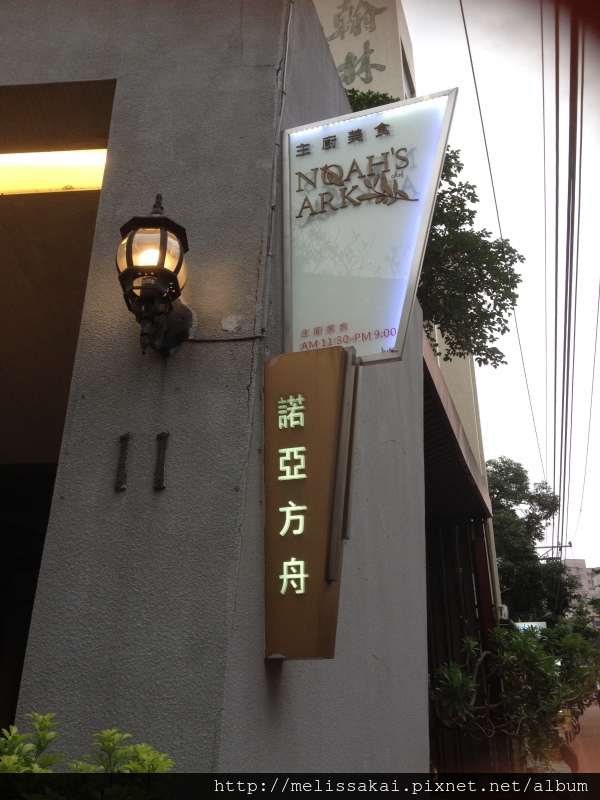 翰林
主廚美食
NOAH'S
ARK
chef
主廚美食
AM 11:30-PM 9:00
諾亞方舟
11
http://melissakai.pixnet.net/album